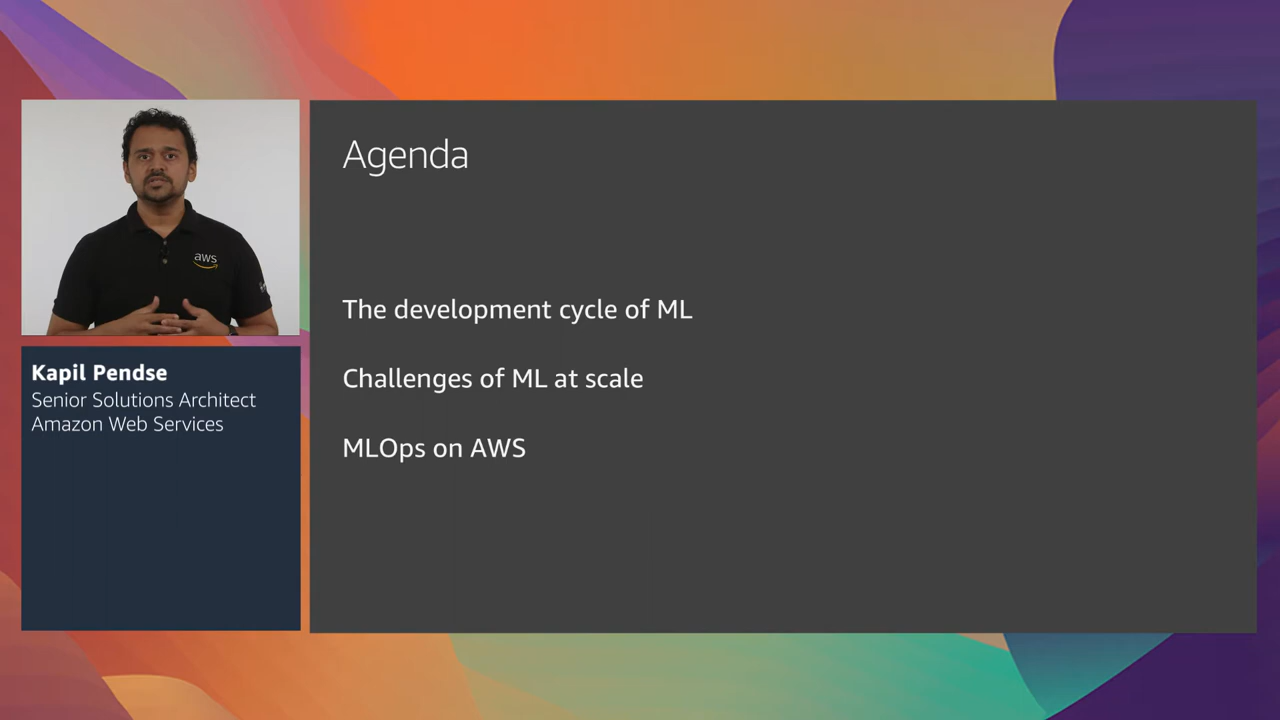 aws
Kapil Pendse
Senior Solutions Architect
Amazon Web Services
Agenda
The development cycle of ML
Challenges of ML at scale
MLOps on AWS